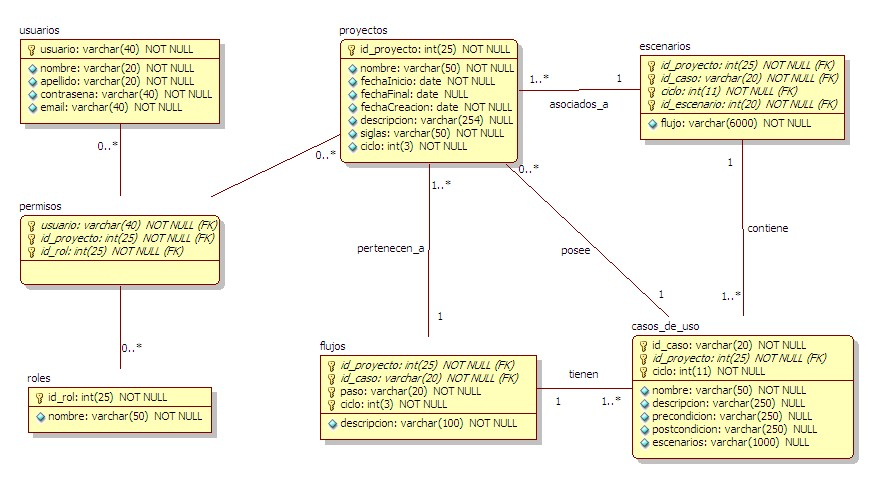 usuarios
usuario: varchar(40) NOT NULL
nombre: varchar(20) NOT NULL
apellido: varchar(20) NOT NULL
contrasena: varchar(40) NOT NULL
email: varchar(40) NOT NULL
proyectos
id_proyecto: int(25) NOT NULL
nombre: varchar(50) NOT NULL
fechaInicio: date NOT NULL
fechaFinal: date NULL
fechaCreacion: date NOT NULL
descripcion: varchar(254) NULL
siglas: varchar(50) NOT NULL
ciclo: int(3) NOT NULL
1..*
1
asociados_a
escenarios
id_proyecto: int(25) NOT NULL (FK)
id_caso: varchar(20) NOT NULL (FK)
ciclo: int(11) NOT NULL (FK)
id_escenario: int(20) NOT NULL (FK)
flujo: varchar(6000) NOT NULL
0..*
0..*
1..*
0..*
1
permisos
usuario: varchar(40) NOT NULL (FK)
id_proyecto: int(25) NOT NULL (FK)
id_rol: int(25) NOT NULL (FK)
pertenecen_a
posee
contiene
1
1
1..*
0..*
roles
id_rol: int(25) NOT NULL
nombre: varchar(50) NOT NULL
flujos
id_proyecto: int(25) NOT NULL (FK)
id_caso: varchar(20) NOT NULL (FK)
paso: varchar(20) NOT NULL
ciclo: int(3) NOT NULL
descripcion: varchar(100) NOT NULL
tienen
1
1..*
casos_de_uso
id_caso: varchar(20) NOT NULL
id_proyecto: int(25) NOT NULL (FK)
ciclo: int(11) NOT NULL
nombre: varchar(50) NOT NULL
descripcion: varchar(250) NULL
precondicion: varchar(250) NULL
postcondicion: varchar(250) NULL
escenarios: varchar(1000) NULL